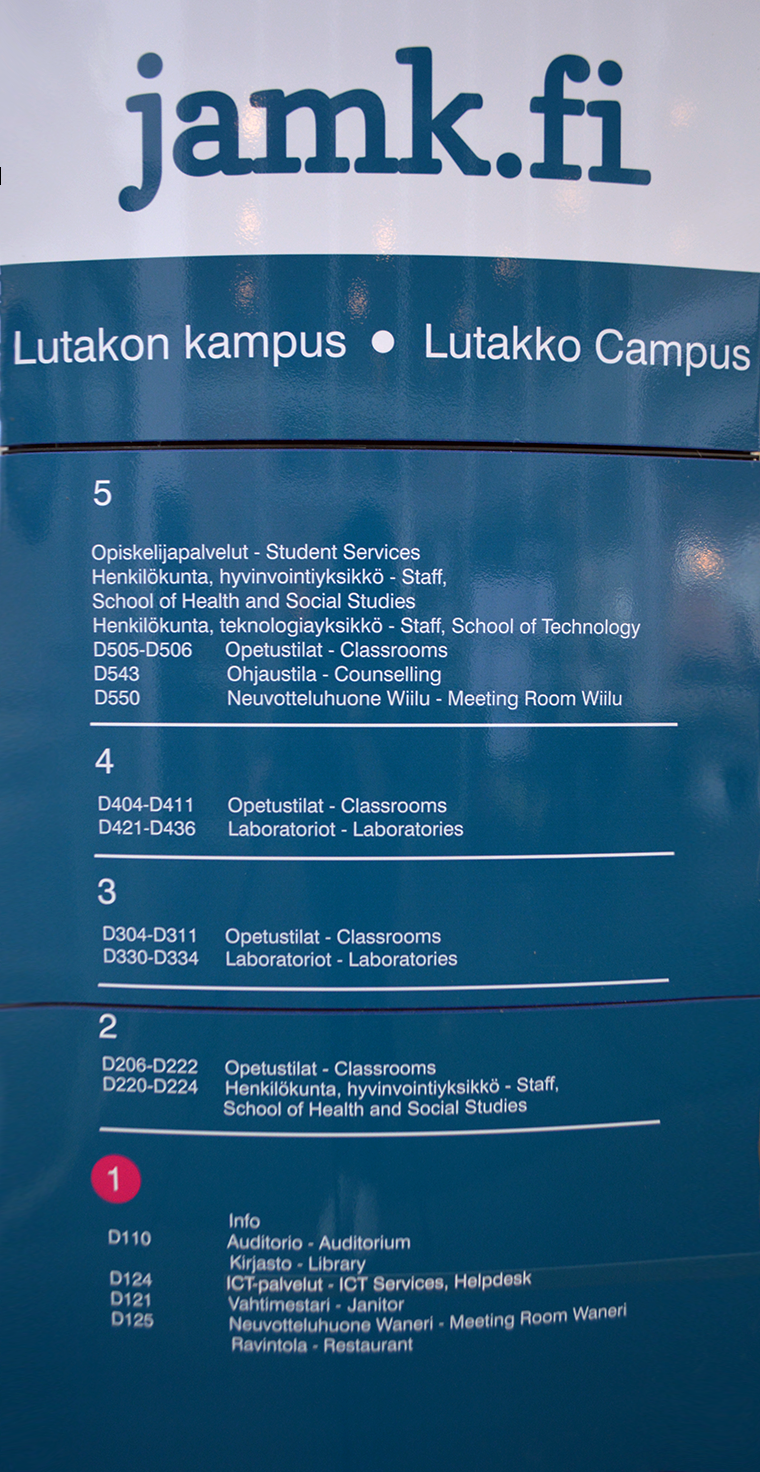 jamk.fi
Lutakon kampus ● Lutakko Campus
5
Opiskelijapalvelut - Student Services
Henkilökunta, hyvinvointiyksikkö - Staff,
School of Health and Social Studies
Henkilökunta, teknologiayksikkö - Staff, School of Technology
D505-D506 Opetustilat - Classrooms
D543 Ohjaustila - Counselling
D550 Neuvotteluhuone Wiilu - Meeting Room Wiilu
4
D404-D411 Opetustilat - Classrooms
D421-D436 Laboratoriot - Laboratories
3
D304-D311 Opetustilat - Classrooms
D330-D334 Laboratoriot - Laboratories
2
D206-D222 Opetustilat - Classrooms
D220-D224 Henkilökunta, hyvinvointiyksikkö - Staff,
School of Health and Social Studies
1
Info
D110 Auditorio - Auditorium
Kirjasto - Library
D124 ICT-palvelut - ICT Services, Helpdesk
D121 Vahtimestari - Janitor
D125 Neuvotteluhuone Waneri - Meeting Room Waneri
Ravintola - Restaurant